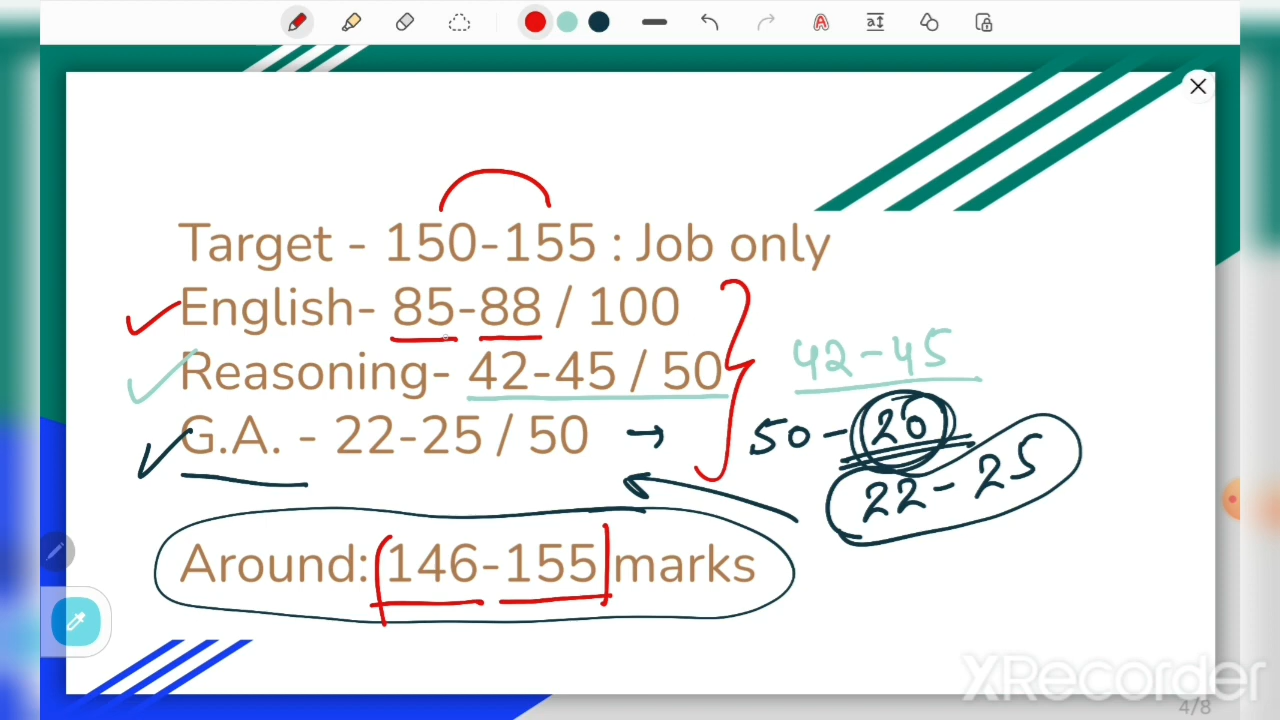 A a
Target - 150-155 : Job only
English- 85-88 / 100
Reasoning- 42-45 / 50
42-45
G.A. - 22-25 / 50 → 50-20
22-25
Around: 146-155 marks
XRecorder
4/8